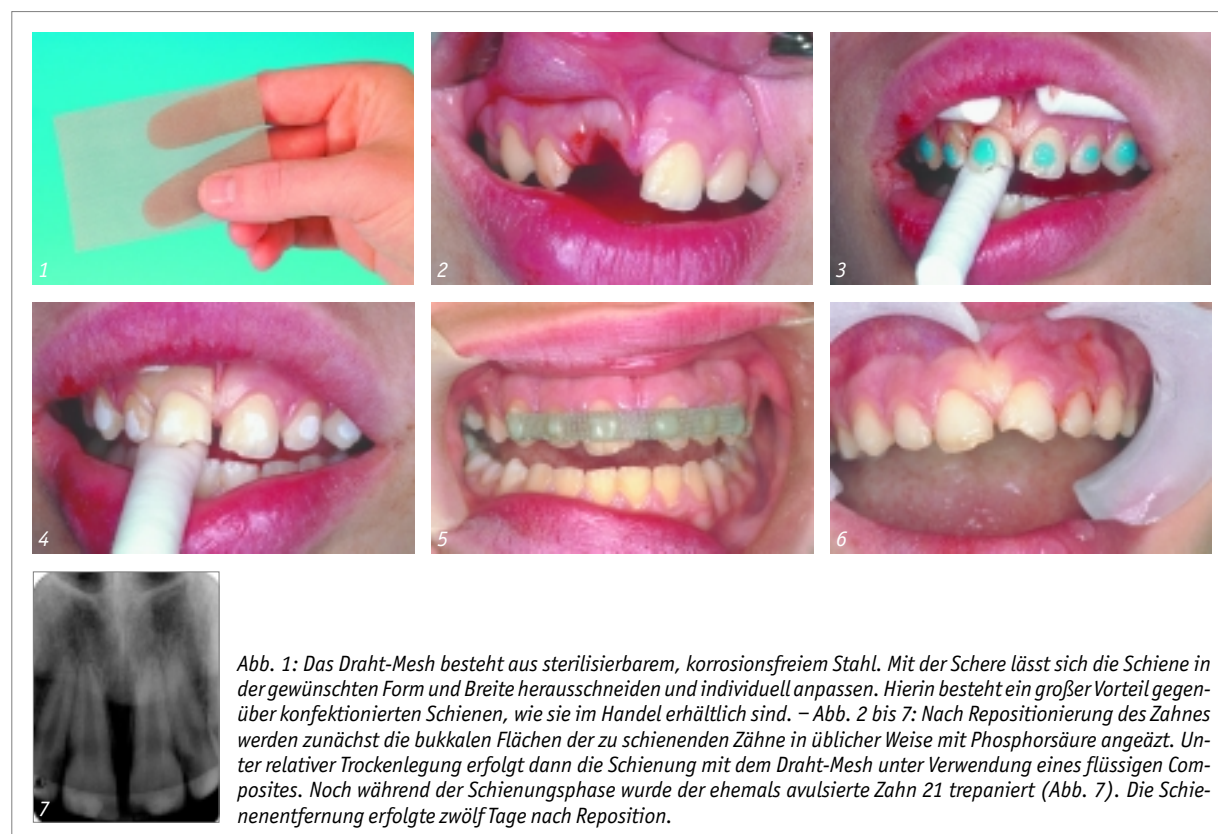 1
2
3
4
5
6
7
Abb. 1: Das Draht-Mesh besteht aus sterilisierbarem, korrosionsfreiem Stahl. Mit der Schere lässt sich die Schiene in
der gewünschten Form und Breite herausschneiden und individuell anpassen. Hierin besteht ein großer Vorteil gegen-
über konfektionierten Schienen, wie sie im Handel erhältlich sind. – Abb. 2 bis 7: Nach Repositionierung des Zahnes
werden zunächst die bukkalen Flächen der zu schienenden Zähne in üblicher Weise mit Phosphorsäure angeäzt. Un-
ter relativer Trockenlegung erfolgt dann die Schienung mit dem Draht-Mesh unter Verwendung eines flüssigen Com-
posites. Noch während der Schienungsphase wurde der ehemals avulsierte Zahn 21 trepaniert (Abb. 7). Die Schie-
nenentfernung erfolgte zwölf Tage nach Reposition.